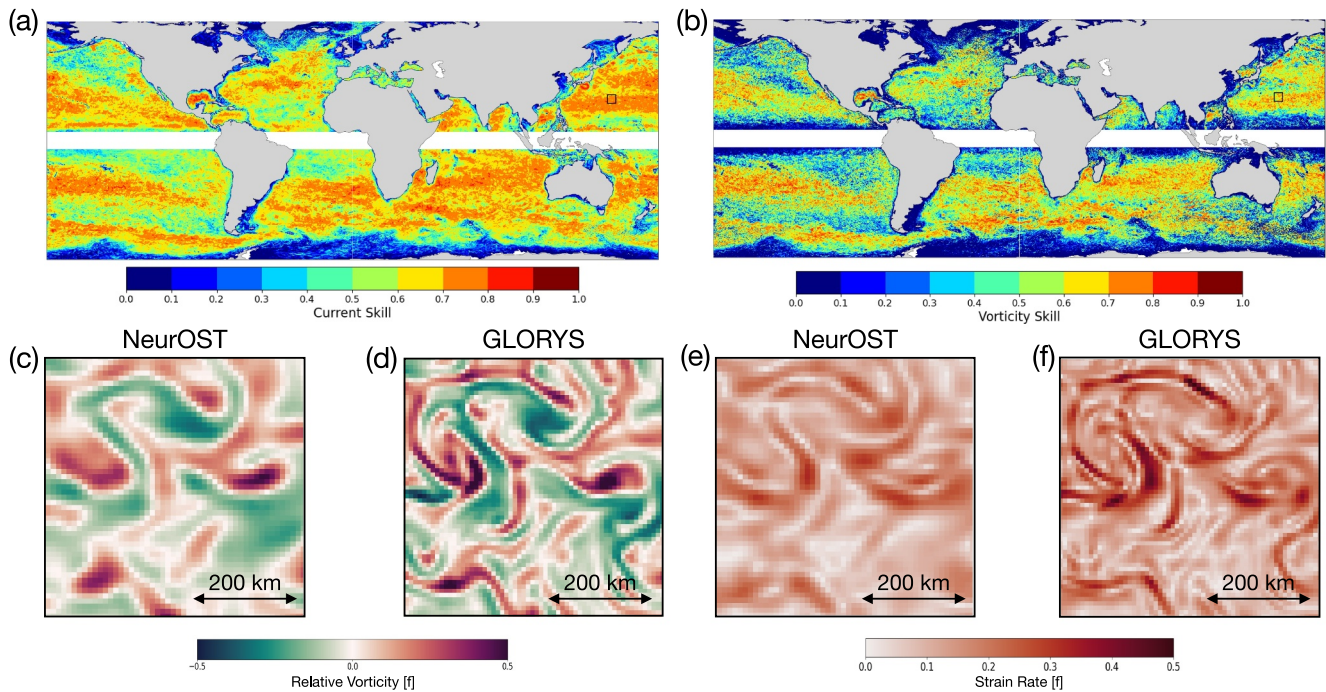 (a)
(b)
0.0 0.1 0.2 0.3 0.4 0.5 0.6 0.7 0.8 0.9 1.0
Current Skill
0.0 0.1 0.2 0.3 0.4 0.5 0.6 0.7 0.8 0.9 1.0
Vorticity Skill
(c) NeurOST
(d) GLORYS
(e) NeurOST
(f) GLORYS
200 km
200 km
200 km
200 km
−0.5 0.0 0.5
Relative Vorticity [f]
0.0 0.1 0.2 0.3 0.4 0.5
Strain Rate [f]